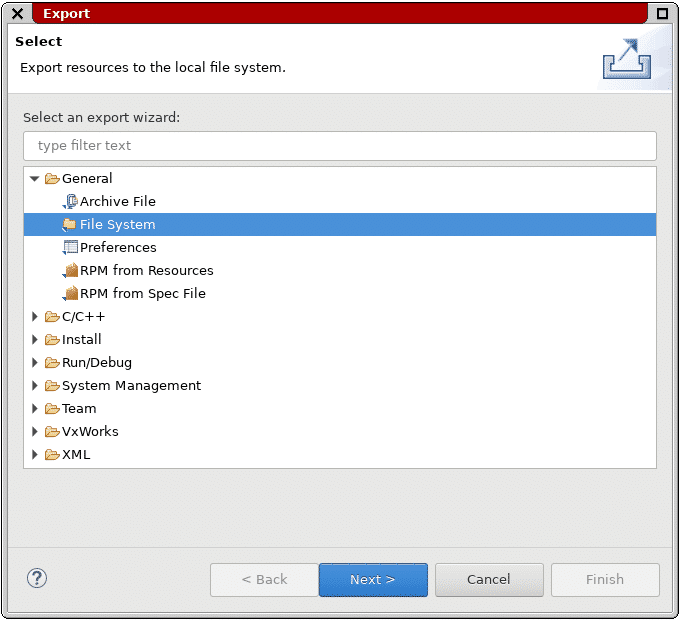 Export
Select
Export resources to the local file system.
Select an export wizard:
type filter text
General
Archive File
File System
Preferences
RPM from Resources
RPM from Spec File
C/C++
Install
Run/Debug
System Management
Team
VxWorks
XML
? < Back Next > Cancel Finish